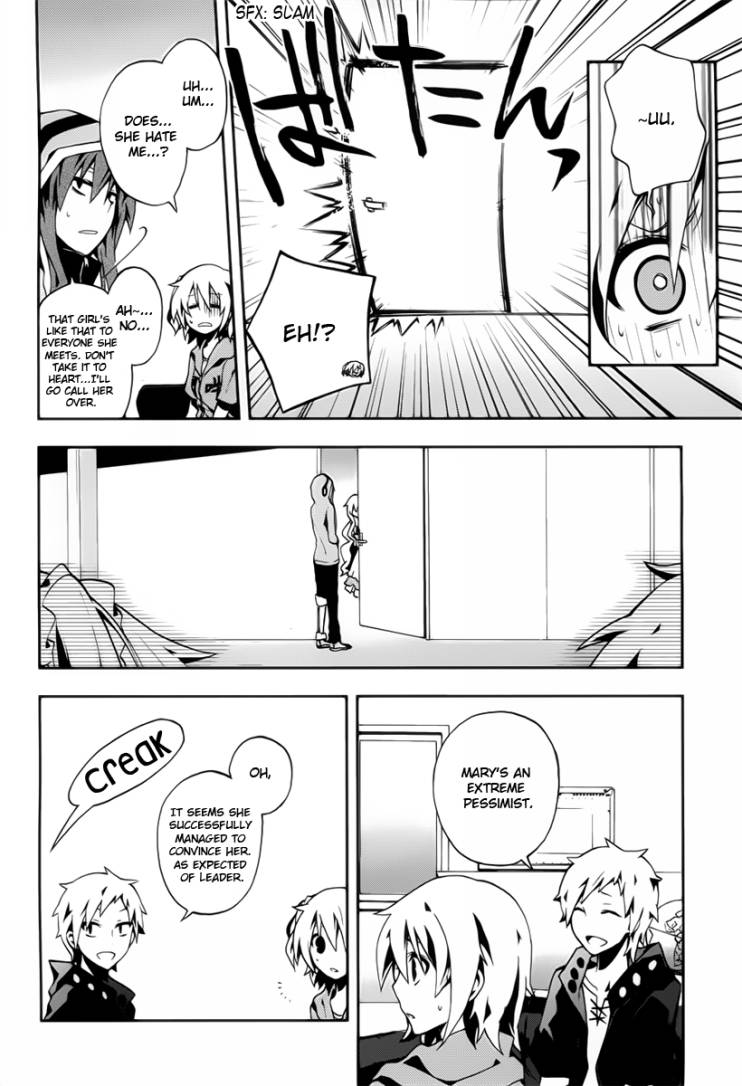 ~UU.
SFX: SLAM
ばたんっ
EH!?
UH...
UM...
DOES...
SHE HATE
ME...?
AH~...
NO...
THAT GIRL'S
LIKE THAT TO
EVERYONE SHE
MEETS. DON'T
TAKE IT TO
HEART...I'LL
GO CALL HER
OVER.
MARY'S AN
EXTREME
PESSIMIST.
creak
OH,
IT SEEMS SHE
SUCCESSFULLY
MANAGED TO
CONVINCE HER.
AS EXPECTED
OF LEADER.